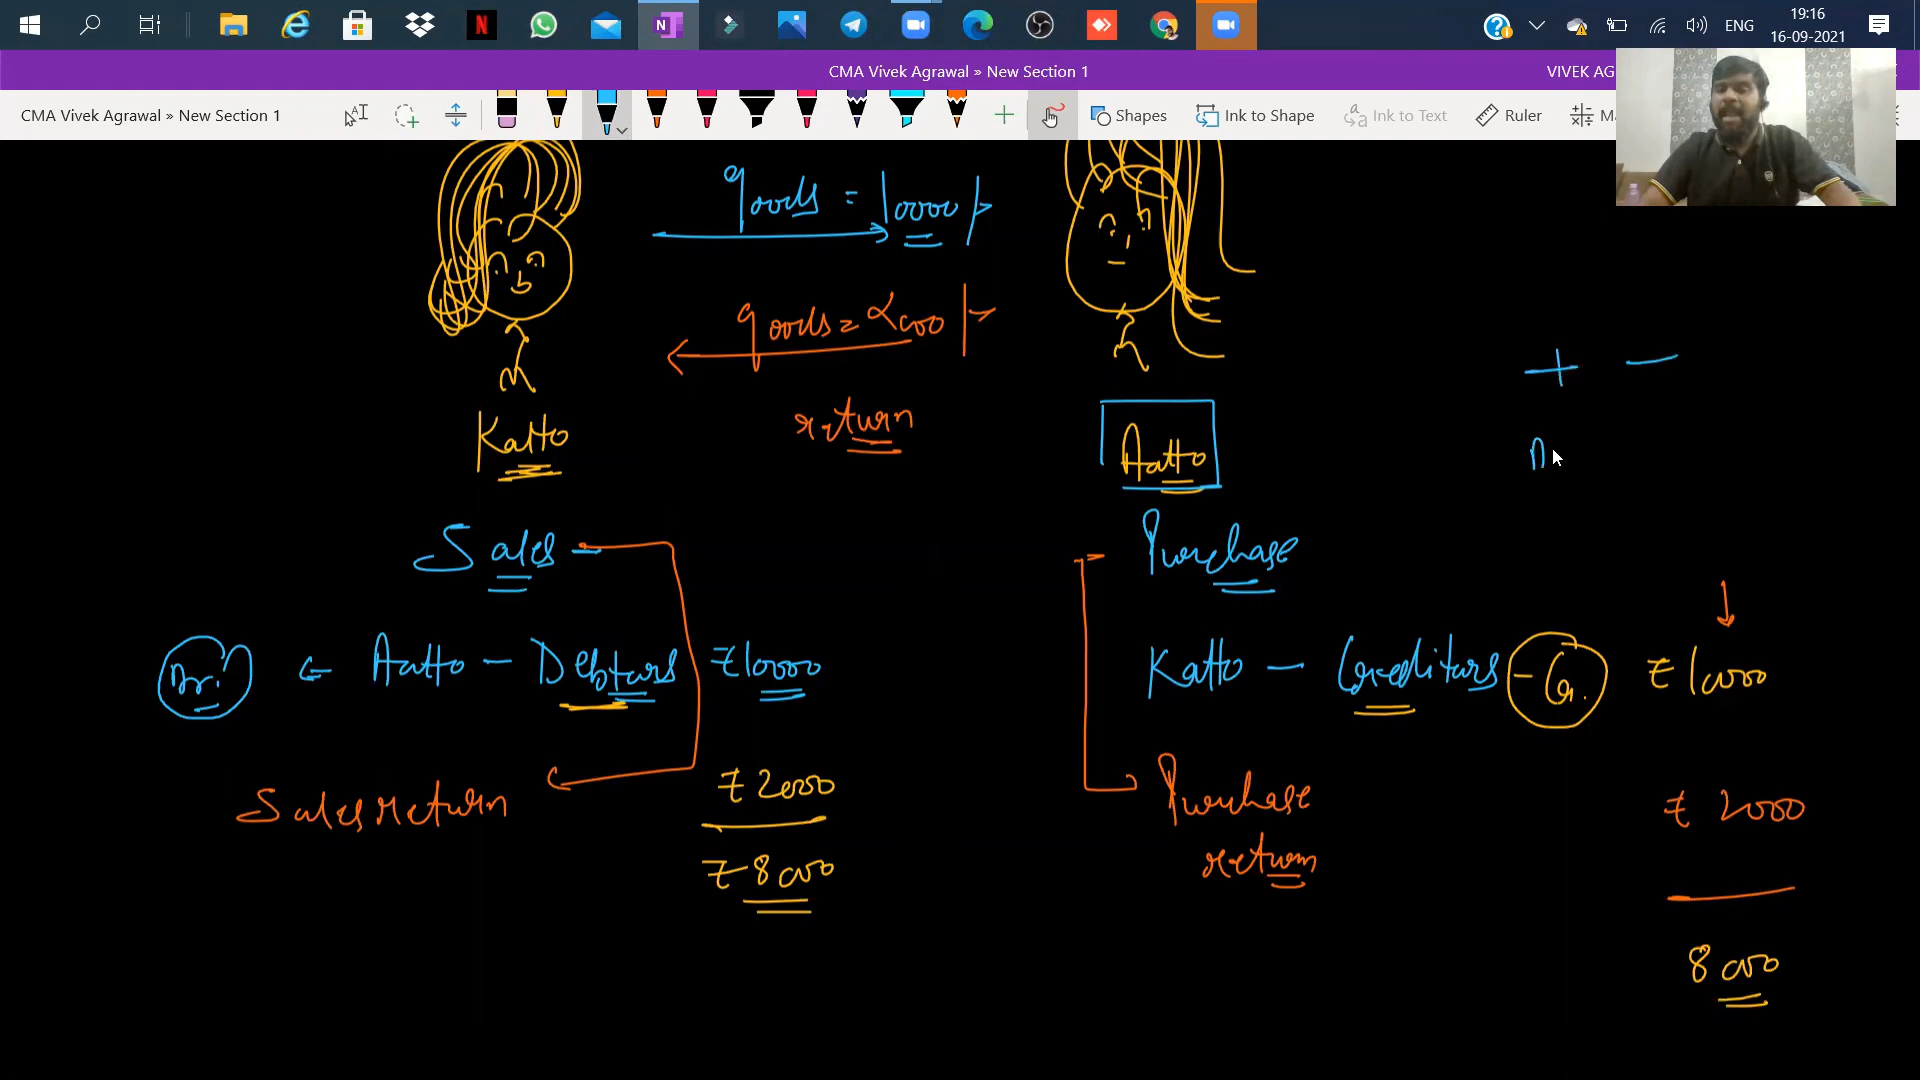 19:16
ENG
16-09-2021
CMA Vivek Agrawal » New Section 1
VIVEK AG
CMA Vivek Agrawal » New Section 1
Shapes
Ink to Shape
Ink to Text
Ruler
goods = 10000/-
goods = 2000/-
return
Katto
Aatto
+ –
Sales
Purchase
Dr. ← Aatto – Debtors ₹10000
Katto – Creditors – Cr. ₹10000
Sales return
₹2000
Purchase
return
₹ 2000
₹8000
8000